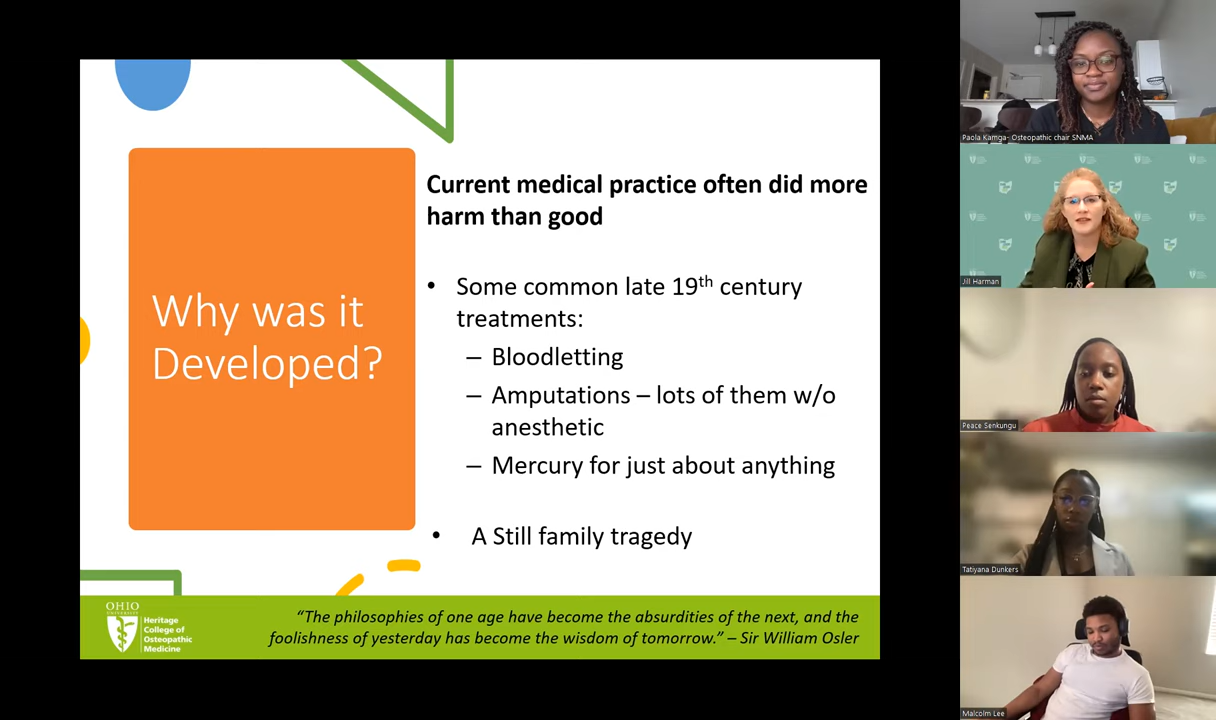 Why was it
Developed?
Current medical practice often did more
harm than good
• Some common late 19th century
treatments:
– Bloodletting
– Amputations – lots of them w/o
anesthetic
– Mercury for just about anything
• A Still family tragedy
OHIO
UNIVERSITY
Heritage
College of
Osteopathic
Medicine
“The philosophies of one age have become the absurdities of the next, and the
foolishness of yesterday has become the wisdom of tomorrow.” – Sir William Osler
Paola Kamga- Osteopathic chair SNMA
Jill Harman
Peace Senkungu
Tatiyana Dunkers
Malcolm Lee